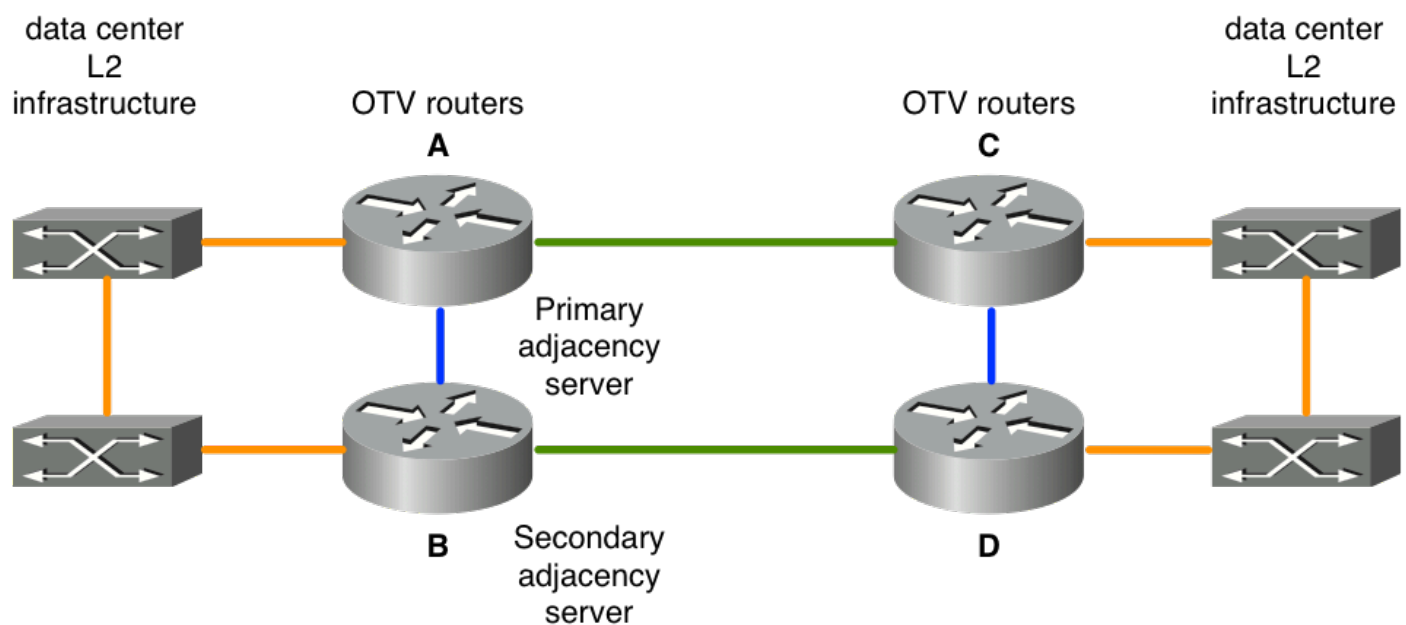 data center
L2
infrastructure
OTV routers
A
OTV routers
C
data center
L2
infrastructure
Primary
adjacency
server
B
Secondary
adjacency
server
D